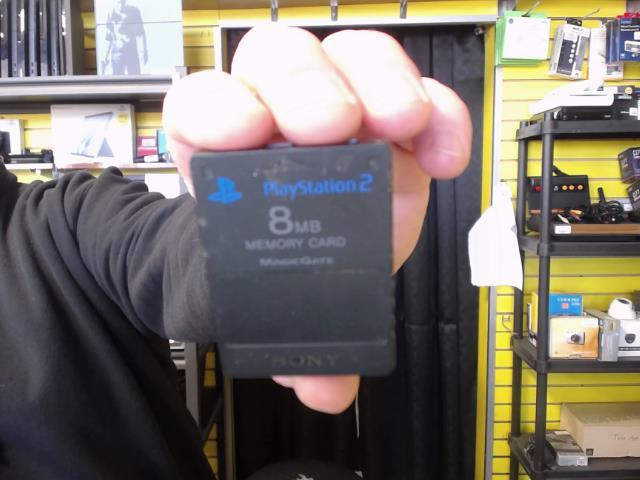 PlayStation 2
8MB
MEMORY CARD
MAGICGATE
SONY